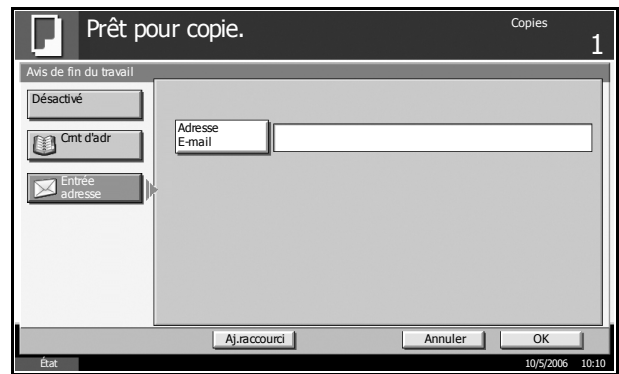 Prêt pour copie.
Copies
1
Avis de fin du travail
Désactivé
Cmt d'adr
Entrée
adresse
Adresse
E-mail
Aj.raccourci
Annuler
OK
État
10/5/2006 10:10